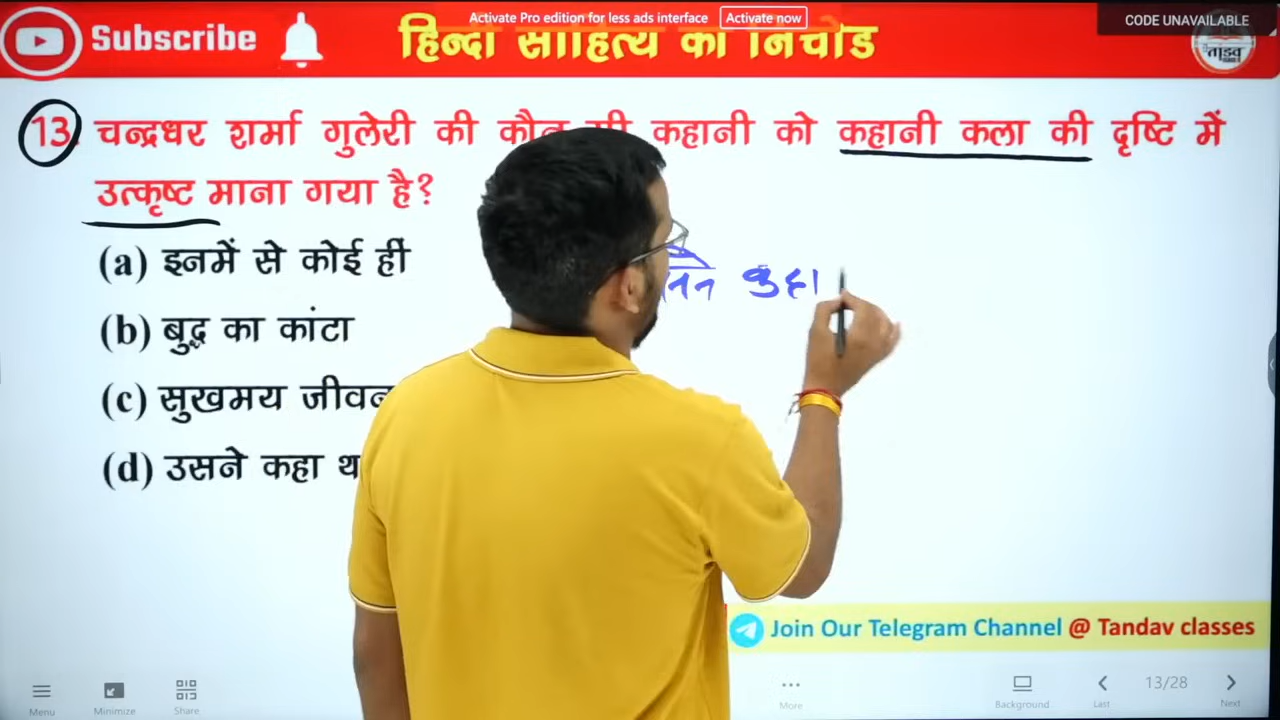 Activate Pro edition for less ads interface Activate now
CODE UNAVAILABLE
Subscribe
हिन्दी साहित्य का निचोड़
13. चन्द्रधर शर्मा गुलेरी की कहानी को कहानी कला की दृष्टि में
उत्कृष्ट माना गया है?
(a) इनमें से कोई हीं
(b) बुद्ध का कांटा
(c) सुखमय जीवन
(d) उसने कहा थ
Join Our Telegram Channel @ Tandav classes
Menu
Minimize
Share
More
Background
Last
13/28
Next